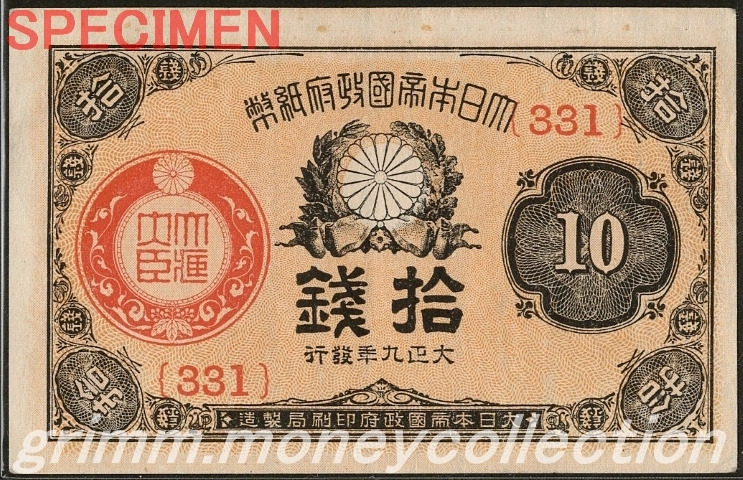 SPECIMEN
拾 錢 錢 拾
大日本帝國政府紙幣
{331}
大藏大臣
10
拾錢
大正九年發行
{331}
大日本帝國政府印刷局製造
grimm.moneycollection